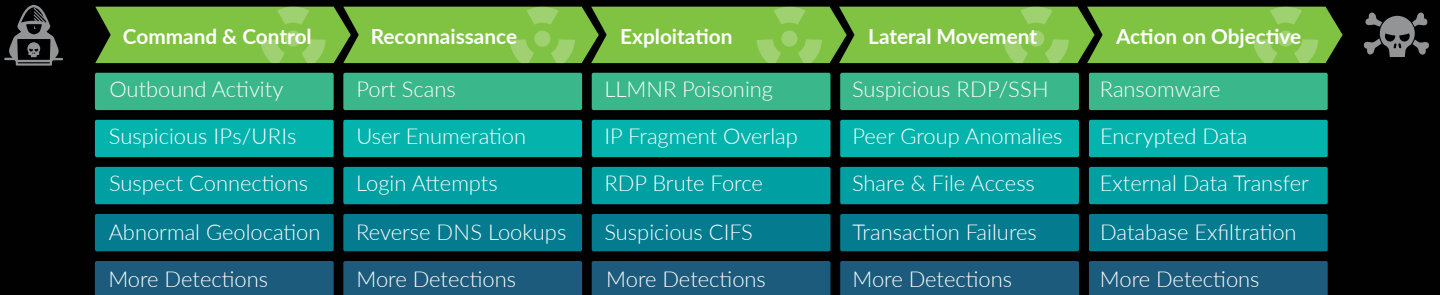 Command & Control
Reconnaissance
Exploitation
Lateral Movement
Action on Objective
Outbound Activity
Port Scans
LLMNR Poisoning
Suspicious RDP/SSH
Ransomware
Suspicious IPs/URIs
User Enumeration
IP Fragment Overlap
Peer Group Anomalies
Encrypted Data
Suspect Connections
Login Attempts
RDP Brute Force
Share & File Access
External Data Transfer
Abnormal Geolocation
Reverse DNS Lookups
Suspicious CIFS
Transaction Failures
Database Exfiltration
More Detections
More Detections
More Detections
More Detections
More Detections